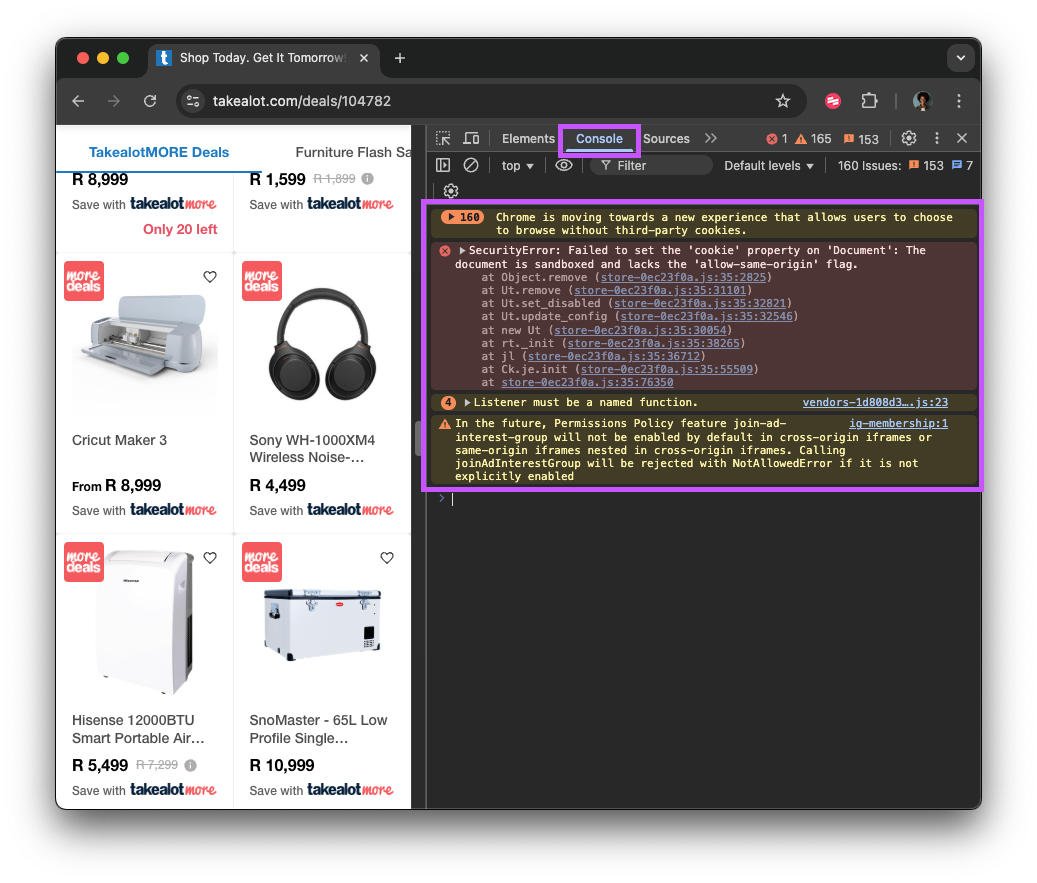 Shop Today. Get It Tomorrow!
takealot.com/deals/104782
TakealotMORE Deals
Furniture Flash Sa
R 8,999
R 1,599 R 1,899
Save with takealot more
Save with takealot more
Only 20 left
more deals
more deals
Cricut Maker 3
Sony WH-1000XM4
Wireless Noise-…
From R 8,999
R 4,499
Save with takealot more
Save with takealot more
more deals
more deals
Hisense
Hisense 12000BTU
Smart Portable Air…
SnoMaster - 65L Low
Profile Single…
R 5,499 R 7,299
R 10,999
Save with takealot more
Save with takealot more
Elements Console Sources 1 165 153
top Filter Default levels 160 Issues: 153 7
160 Chrome is moving towards a new experience that allows users to choose
to browse without third-party cookies.
SecurityError: Failed to set the 'cookie' property on 'Document': The
document is sandboxed and lacks the 'allow-same-origin' flag.
at Object.remove (store-0ec23f0a.js:35:2825)
at Ut.remove (store-0ec23f0a.js:35:31101)
at Ut.set_disabled (store-0ec23f0a.js:35:32821)
at Ut.update_config (store-0ec23f0a.js:35:32546)
at new Ut (store-0ec23f0a.js:35:30054)
at rt._init (store-0ec23f0a.js:35:38265)
at jl (store-0ec23f0a.js:35:36712)
at Ck.je.init (store-0ec23f0a.js:35:55509)
at store-0ec23f0a.js:35:76350
4 Listener must be a named function. vendors-1d808d3….js:23
In the future, Permissions Policy feature join-ad- ig-membership:1
interest-group will not be enabled by default in cross-origin iframes or
same-origin iframes nested in cross-origin iframes. Calling
joinAdInterestGroup will be rejected with NotAllowedError if it is not
explicitly enabled